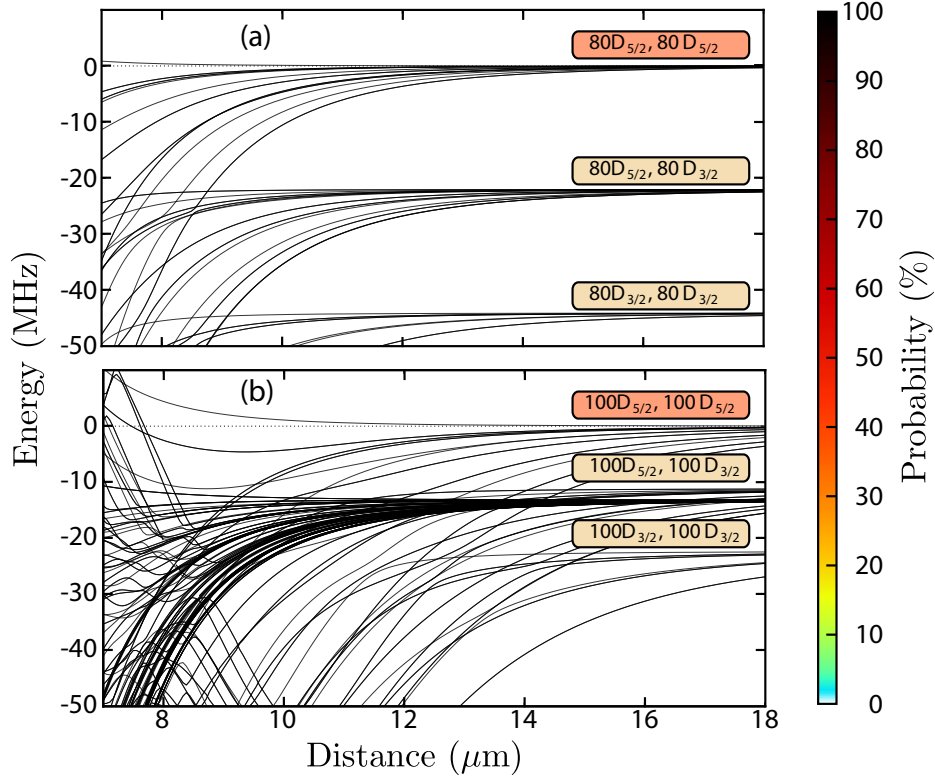 (a)
80D5/2, 80 D5/2
0
-10
-20
-30
-40
-50
80D5/2, 80 D3/2
80D3/2, 80 D3/2
(b)
100D5/2, 100 D5/2
0
-10
-20
-30
-40
-50
100D5/2, 100 D3/2
100D3/2, 100 D3/2
8 10 12 14 16 18
Distance (μm)
Energy (MHz)
100
90
80
70
60
50
40
30
20
10
0
Probability (%)